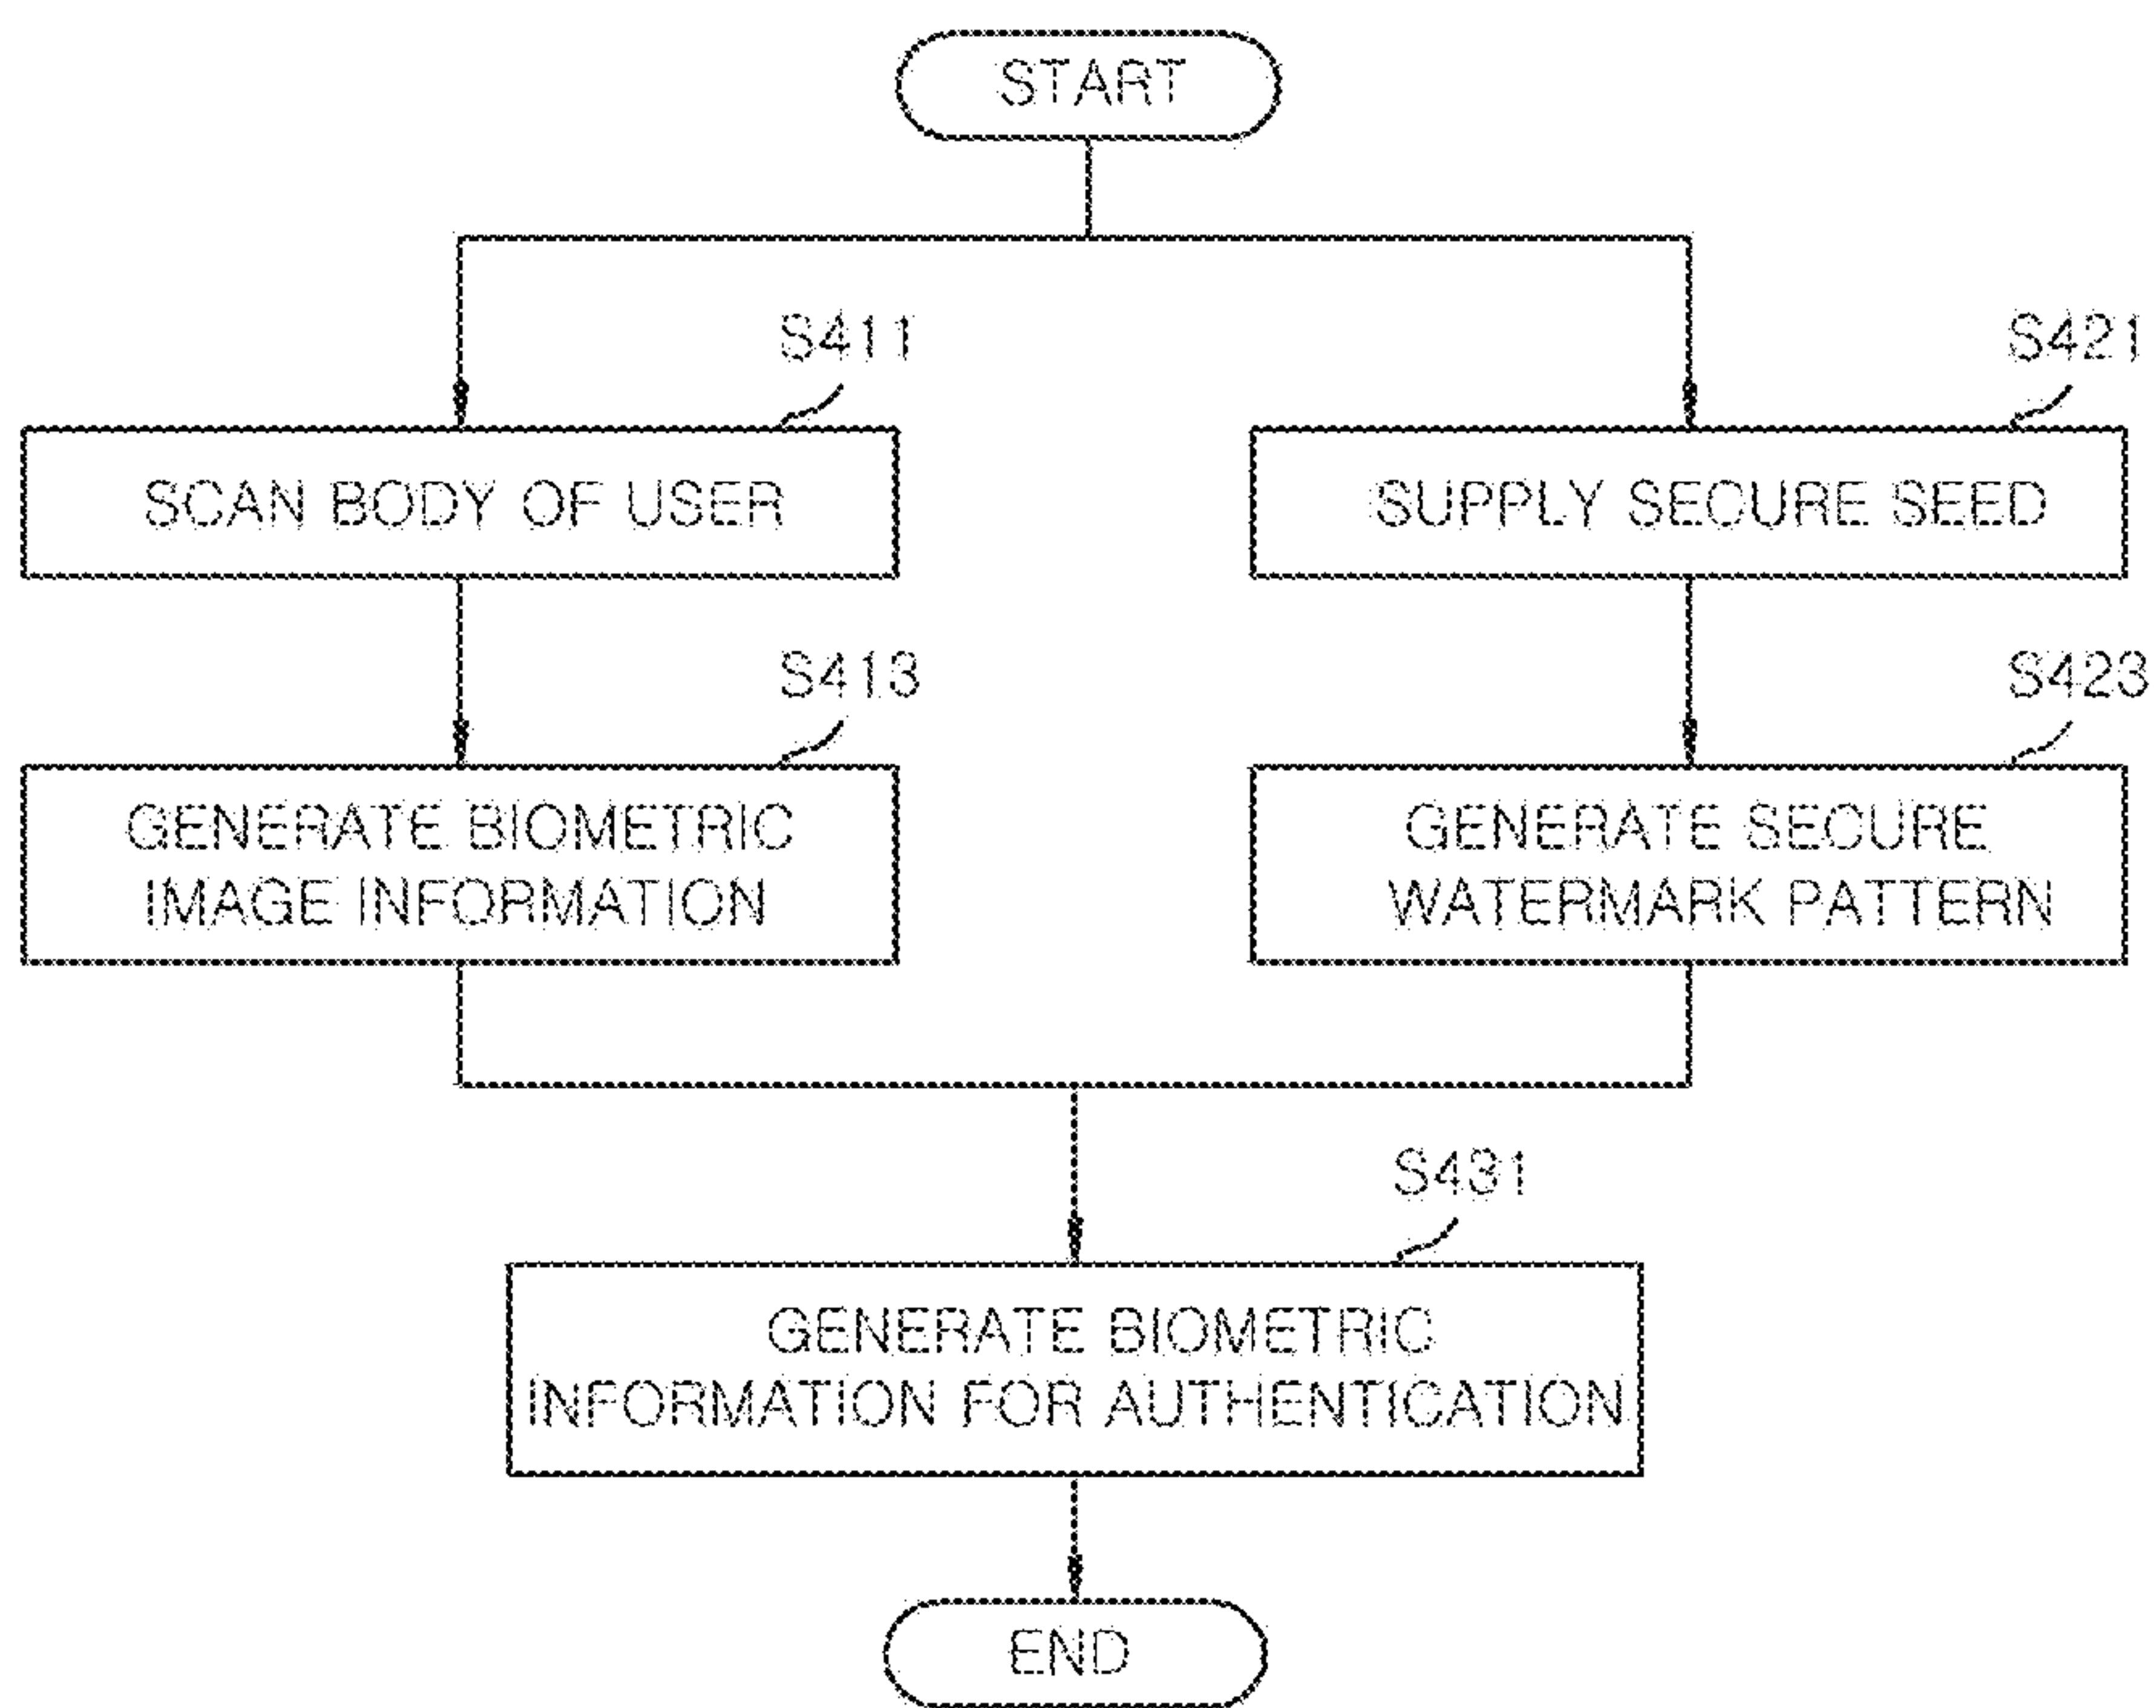 START
S411
S421
SCAN BODY OF USER
SUPPLY SECURE SEED
S413
S423
GENERATE BIOMETRIC
IMAGE INFORMATION
GENERATE SECURE
WATERMARK PATTERN
S431
GENERATE BIOMETRIC
INFORMATION FOR AUTHENTICATION
END